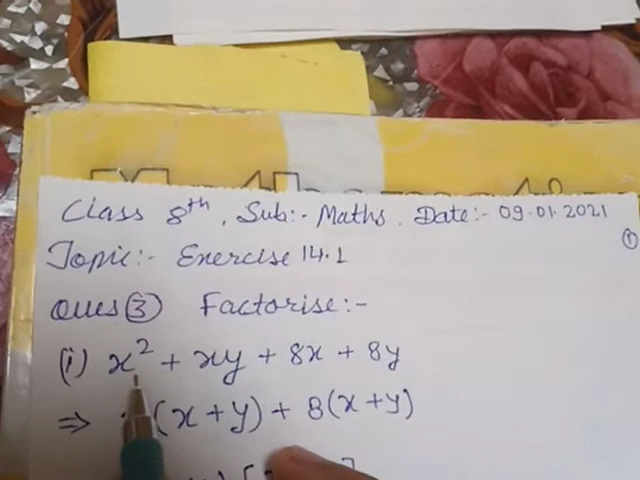 Class 8th, Sub:- Maths. Date:- 09.01.2021
①
Topic:- Exercise 14.1
Ques ③ Factorise:-
(i) x² + xy + 8x + 8y
⇒ (x+y) + 8(x+y)